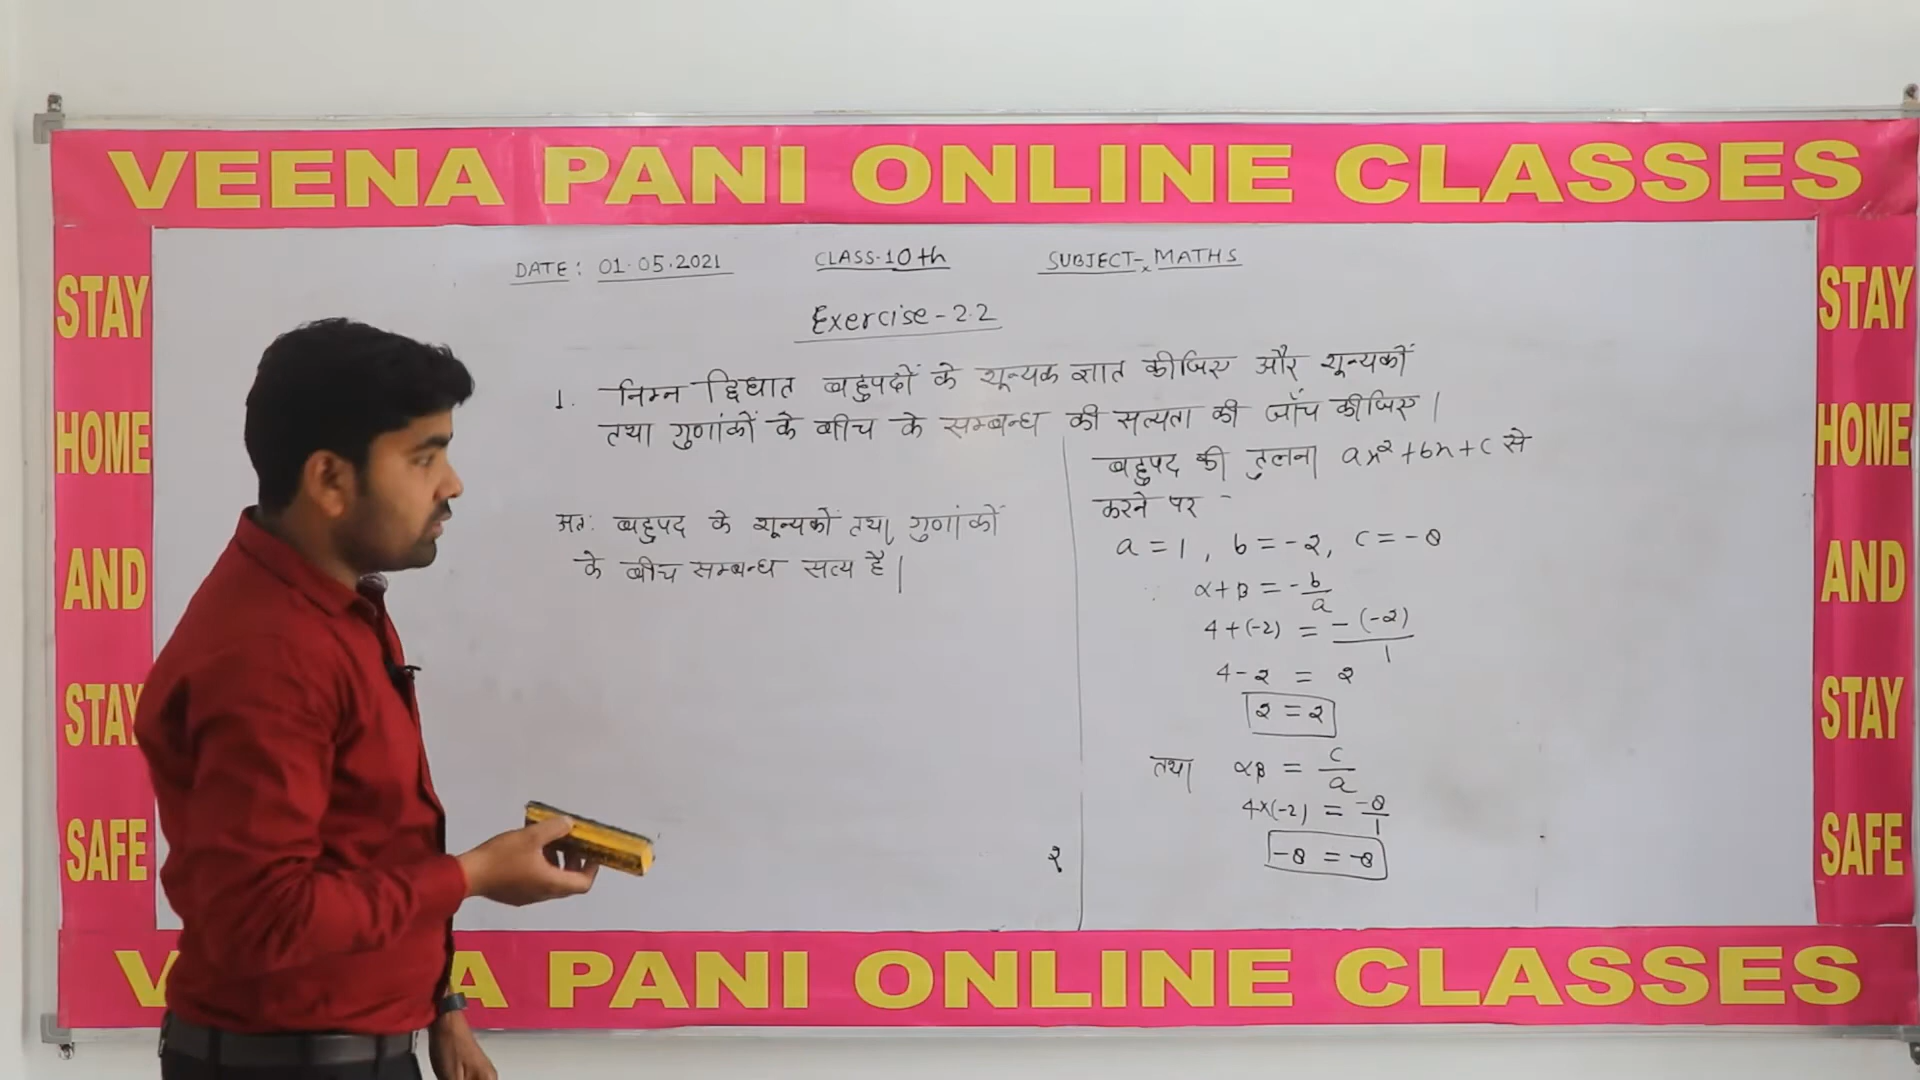 VEENA PANI ONLINE CLASSES
STAY
HOME
AND
STAY
SAFE
DATE: 01.05.2021
CLASS-10th
SUBJECT-MATHS
Exercise-2.2
1. निम्न द्विघात बहुपदों के शून्यक ज्ञात कीजिए और शून्यकों
तथा गुणांकों के बीच के सम्बन्ध की सत्यता की जाँच कीजिए।
अतः बहुपद के शून्यकों तथा गुणांकों
के बीच सम्बन्ध सत्य है।
२
बहुपद की तुलना ax²+bx+c से
करने पर -
a = 1, b = -2, c = -8
α+β = -b/a
4+(-2) = -(-2)/1
4-2 = 2
2 = 2
तथा αβ = c/a
4×(-2) = -8/1
-8 = -8
STAY
HOME
AND
STAY
SAFE
V A PANI ONLINE CLASSES